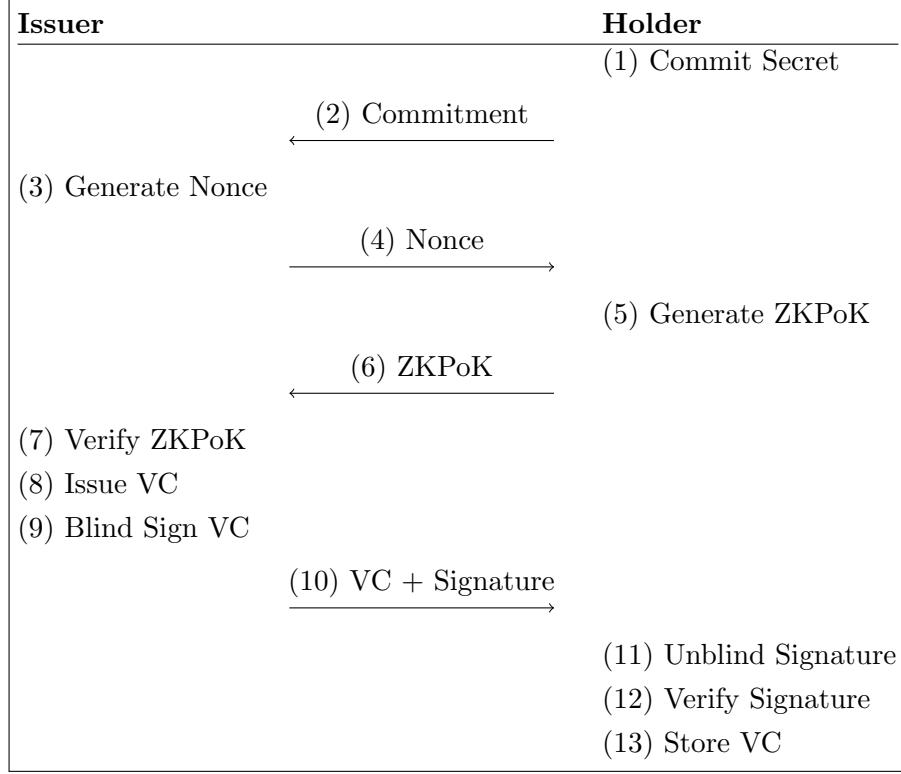 Issuer Holder
(1) Commit Secret
(2) Commitment
(3) Generate Nonce
(4) Nonce
(5) Generate ZKPoK
(6) ZKPoK
(7) Verify ZKPoK
(8) Issue VC
(9) Blind Sign VC
(10) VC + Signature
(11) Unblind Signature
(12) Verify Signature
(13) Store VC